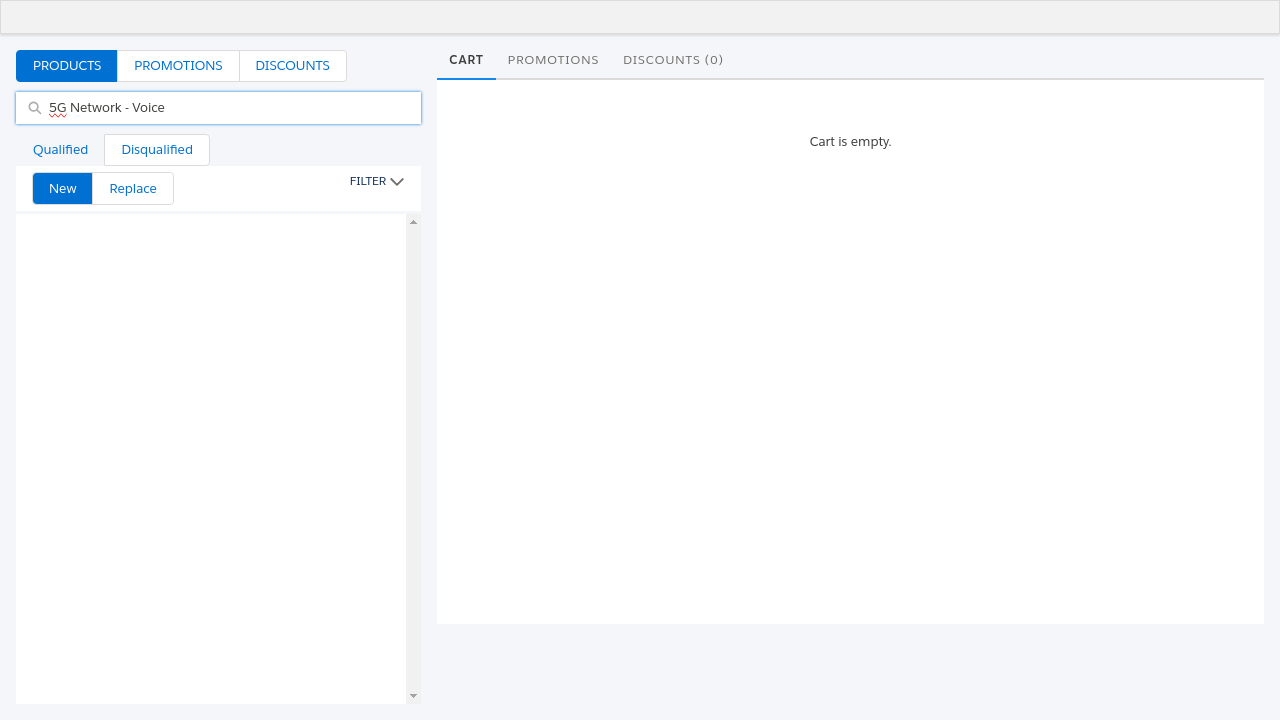 PRODUCTS PROMOTIONS DISCOUNTS
5G Network - Voice
Qualified Disqualified
New Replace
FILTER
CART PROMOTIONS DISCOUNTS (0)
Cart is empty.